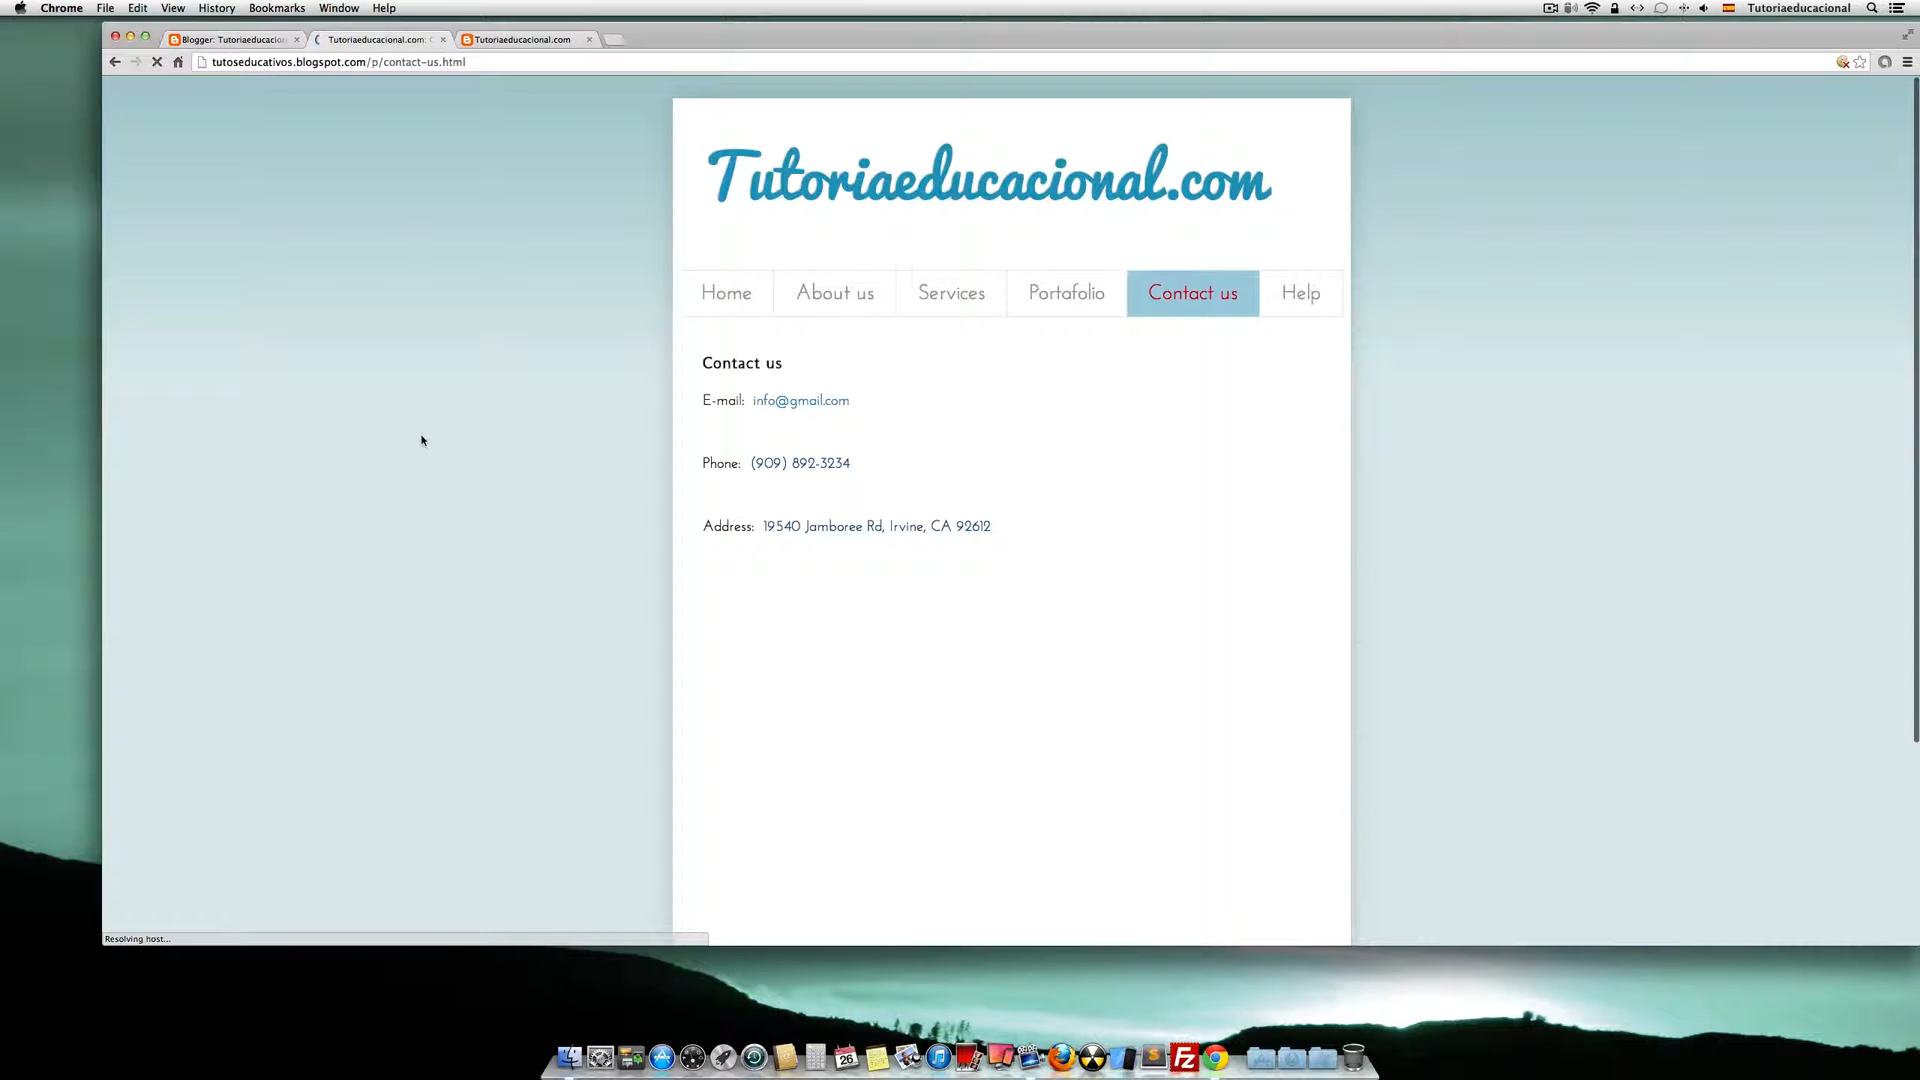 Chrome File Edit View History Bookmarks Window Help Tutoriaeducacional
Blogger: Tutoriaeducacion Tutoriaeducacional.com: C Tutoriaeducacional.com
tutoseducativos.blogspot.com/p/contact-us.html
Tutoriaeducacional.com
Home About us Services Portafolio Contact us Help
Contact us
E-mail: info@gmail.com
Phone: (909) 892-3234
Address: 19540 Jamboree Rd, Irvine, CA 92612
Resolving host...
26